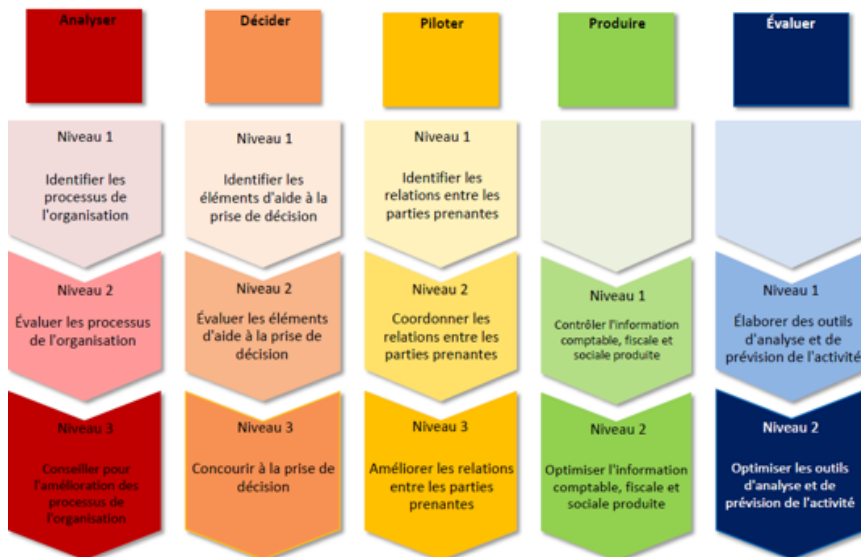 Analyser
Décider
Piloter
Produire
Évaluer
Niveau 1
Identifier les
processus de
l'organisation
Niveau 1
Identifier les
éléments d'aide à la
prise de décision
Niveau 1
Identifier les
relations entre les
parties prenantes
Niveau 2
Évaluer les processus
de l'organisation
Niveau 2
Évaluer les éléments
d'aide à la prise de
décision
Niveau 2
Coordonner les
relations entre les
parties prenantes
Niveau 1
Contrôler l'information
comptable, fiscale et
sociale produite
Niveau 1
Élaborer des outils
d'analyse et de
prévision de l'activité
Niveau 3
Conseiller pour
l'amélioration des
processus de
l'organisation
Niveau 3
Concourir à la prise de
décision
Niveau 3
Améliorer les relations
entre les parties
prenantes
Niveau 2
Optimiser l'information
comptable, fiscale et
sociale produite
Niveau 2
Optimiser les outils
d'analyse et de
prévision de l'activité